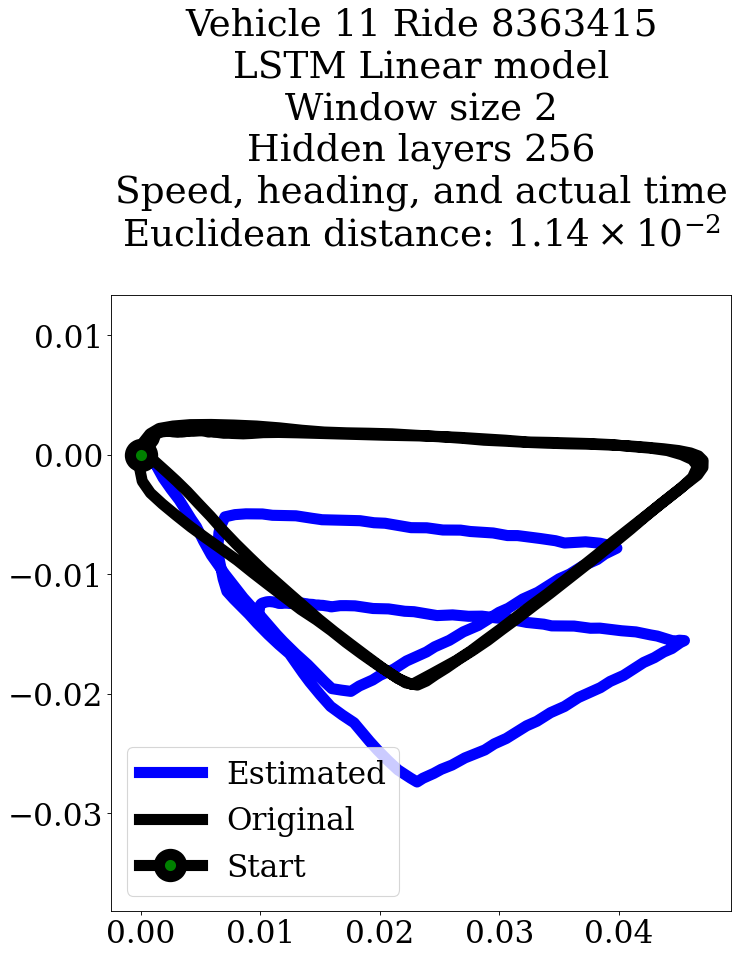 Vehicle 11 Ride 8363415
LSTM Linear model
Window size 2
Hidden layers 256
Speed, heading, and actual time
Euclidean distance: 1.14 × 10⁻²
0.01
0.00
−0.01
−0.02
−0.03
Estimated
Original
Start
0.00 0.01 0.02 0.03 0.04